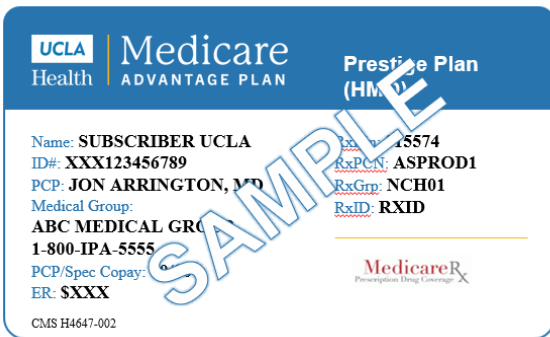 UCLA Health
Medicare
ADVANTAGE PLAN
Prestige Plan
(HMO)
Name: SUBSCRIBER UCLA
ID#: XXX123456789
PCP: JON ARRINGTON, MD
Medical Group:
ABC MEDICAL
1-800-IPA-5555
PCP/Spec Copay:
ER: $XXX
CMS H4647-002
15574
RxPCN: ASPROD1
RxGrp: NCH01
RxID: RXID
MedicareRx
Prescription Drug Coverage
SAMPLE